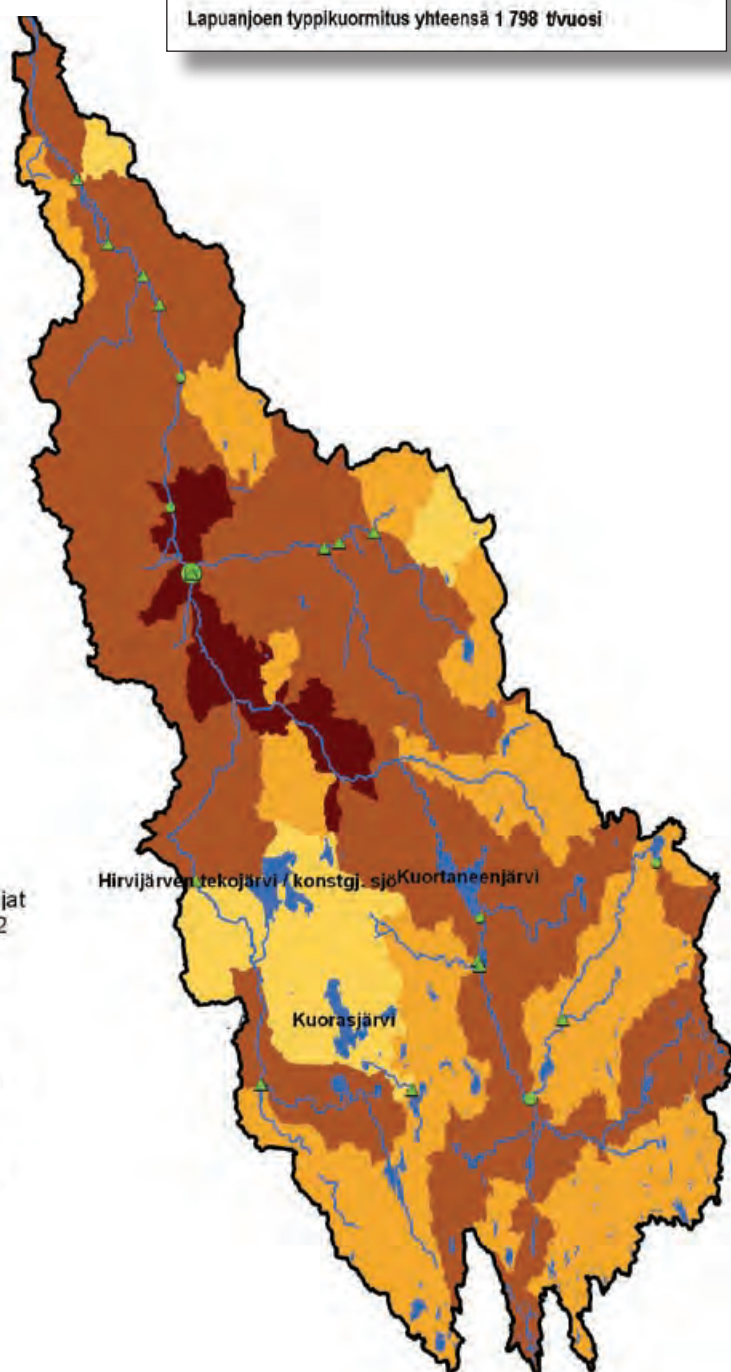 Lapuanjoen typpikuormitus yhteensä 1 798 t/vuosi
Hirvijärven tekojärvi / konstgj. sjö
Kuortaneenjärvi
jat
2
Kuorasjärvi